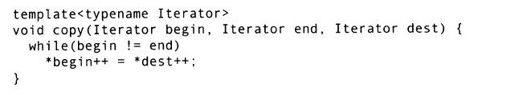 template<typename Iterator>
void copy(Iterator begin, Iterator end, Iterator dest) {
  while(begin != end)
    *begin++ = *dest++;
}